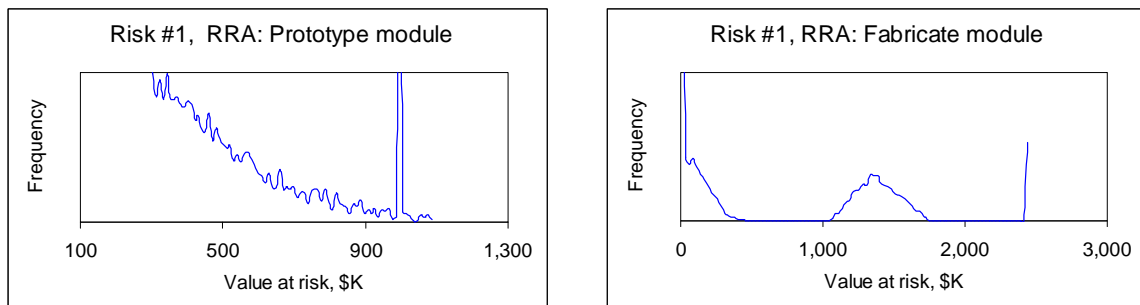 Risk #1,  RRA: Prototype module
Frequency
100
500
900
1,300
Value at risk, $K
Risk #1, RRA: Fabricate module
Frequency
0
1,000
2,000
3,000
Value at risk, $K